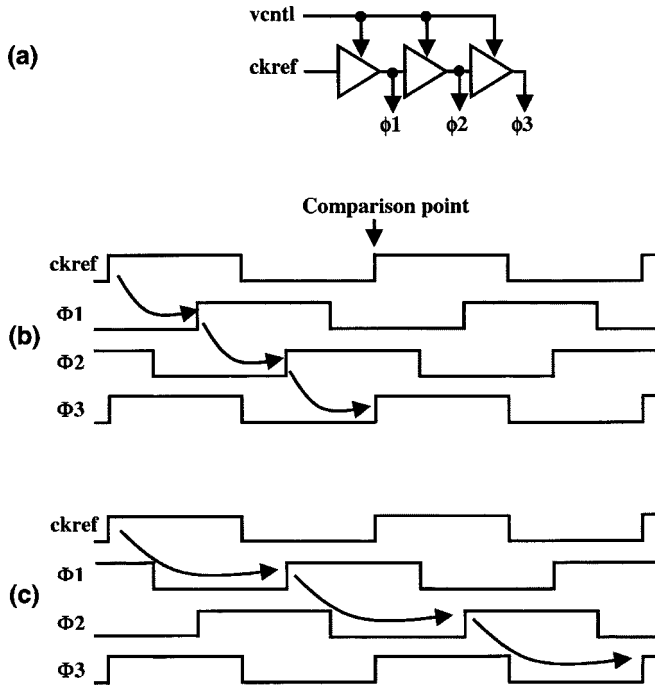 (a)
vcntl
ckref
ϕ1 ϕ2 ϕ3
Comparison point
(b)
ckref
Φ1
Φ2
Φ3
(c)
ckref
Φ1
Φ2
Φ3